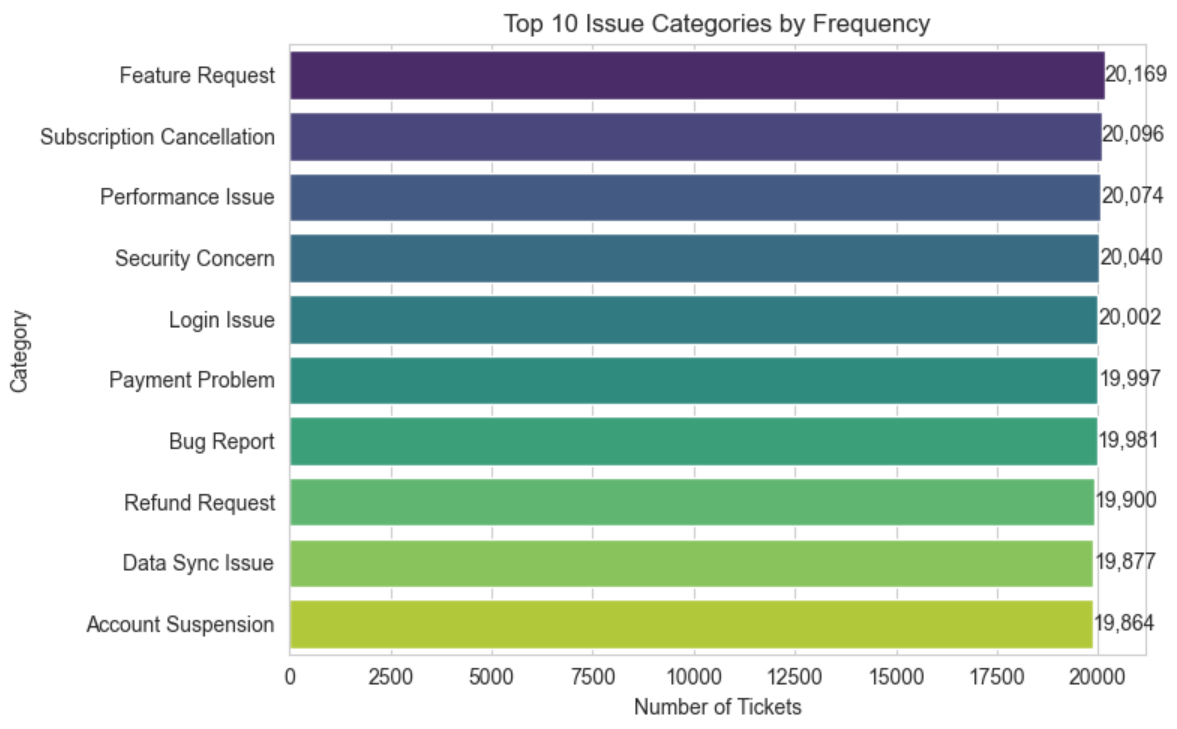 Top 10 Issue Categories by Frequency
Feature Request 20,169
Subscription Cancellation 20,096
Performance Issue 20,074
Security Concern 20,040
Login Issue 20,002
Payment Problem 19,997
Bug Report 19,981
Refund Request 19,900
Data Sync Issue 19,877
Account Suspension 19,864
Category
0 2500 5000 7500 10000 12500 15000 17500 20000
Number of Tickets